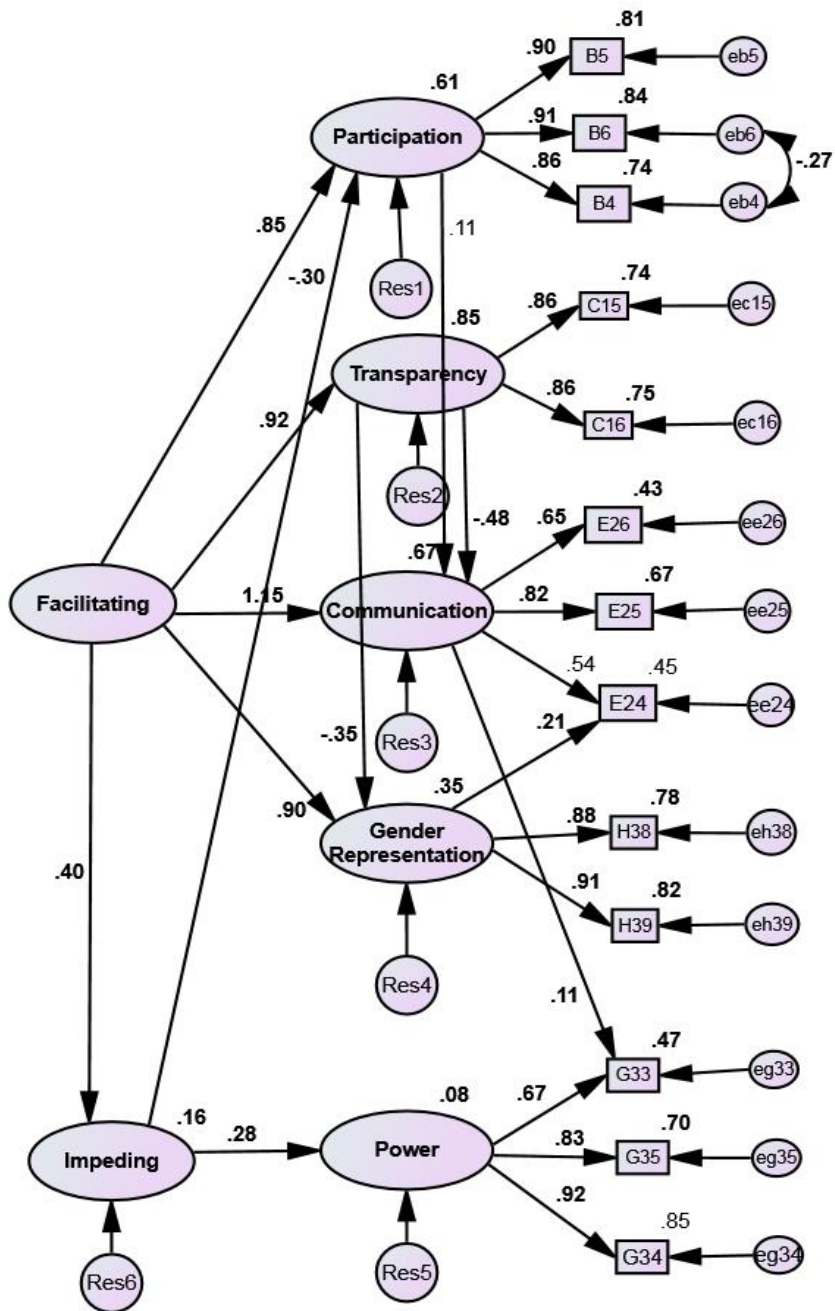 .81
.90
B5
eb5
.61
.84
.91
B6
eb6
Participation
-.27
.86
.74
B4
eb4
.85
.11
-.30
Res1
.74
.86
C15
ec15
.85
Transparency
.92
.86
.75
C16
ec16
Res2
.43
-.48
.65
E26
ee26
.67
.67
Facilitating
1.15
Communication
.82
E25
ee25
.54
.45
E24
ee24
-.35
Res3
.21
.35
.78
.90
.88
H38
eh38
Gender
Representation
.40
.91
.82
H39
eh39
Res4
.11
.47
G33
eg33
.08
.67
.16
.28
.70
Impeding
Power
.83
G35
eg35
.92
.85
G34
eg34
Res6
Res5